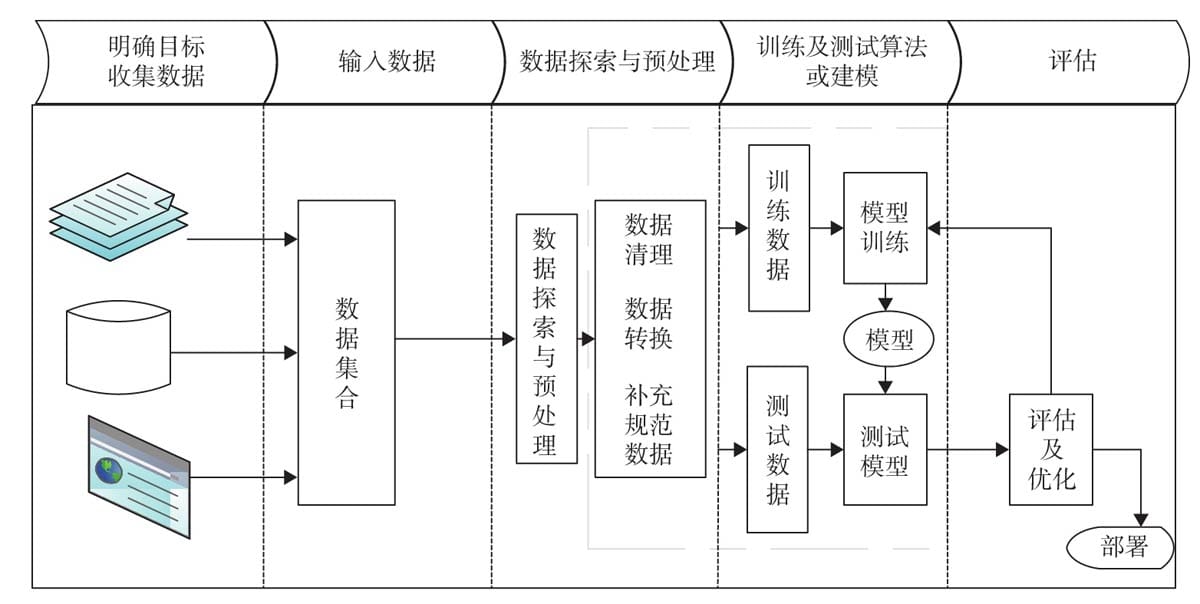 明确目标
收集数据
输入数据
数据探索与预处理
训练及测试算法
或建模
评估
数据集合
数据探索与预处理
数据
清理
数据
转换
补充
规范
数据
训练数据
模型
训练
模型
测试数据
测试
模型
评估
及
优化
部署